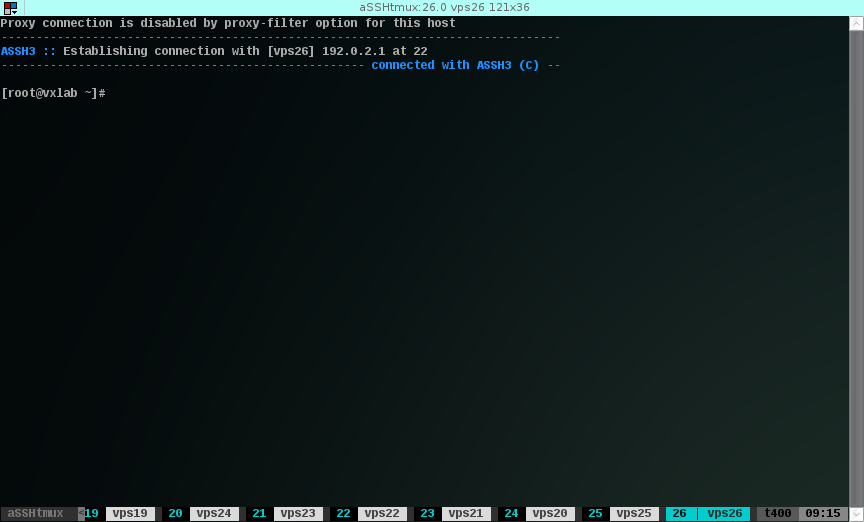 aSSHtmux:26.0 vps26 121x36
Proxy connection is disabled by proxy-filter option for this host
--------------------------------------------------------------------------------
ASSH3 :: Establishing connection with [vps26] 192.0.2.1 at 22
---------------------------------------------------- connected with ASSH3 (C) --
[root@vxlab ~]#
aSSHtmux <19 vps19 20 vps24 21 vps23 22 vps22 23 vps21 24 vps20 25 vps25 26 | vps26 t400 09:15